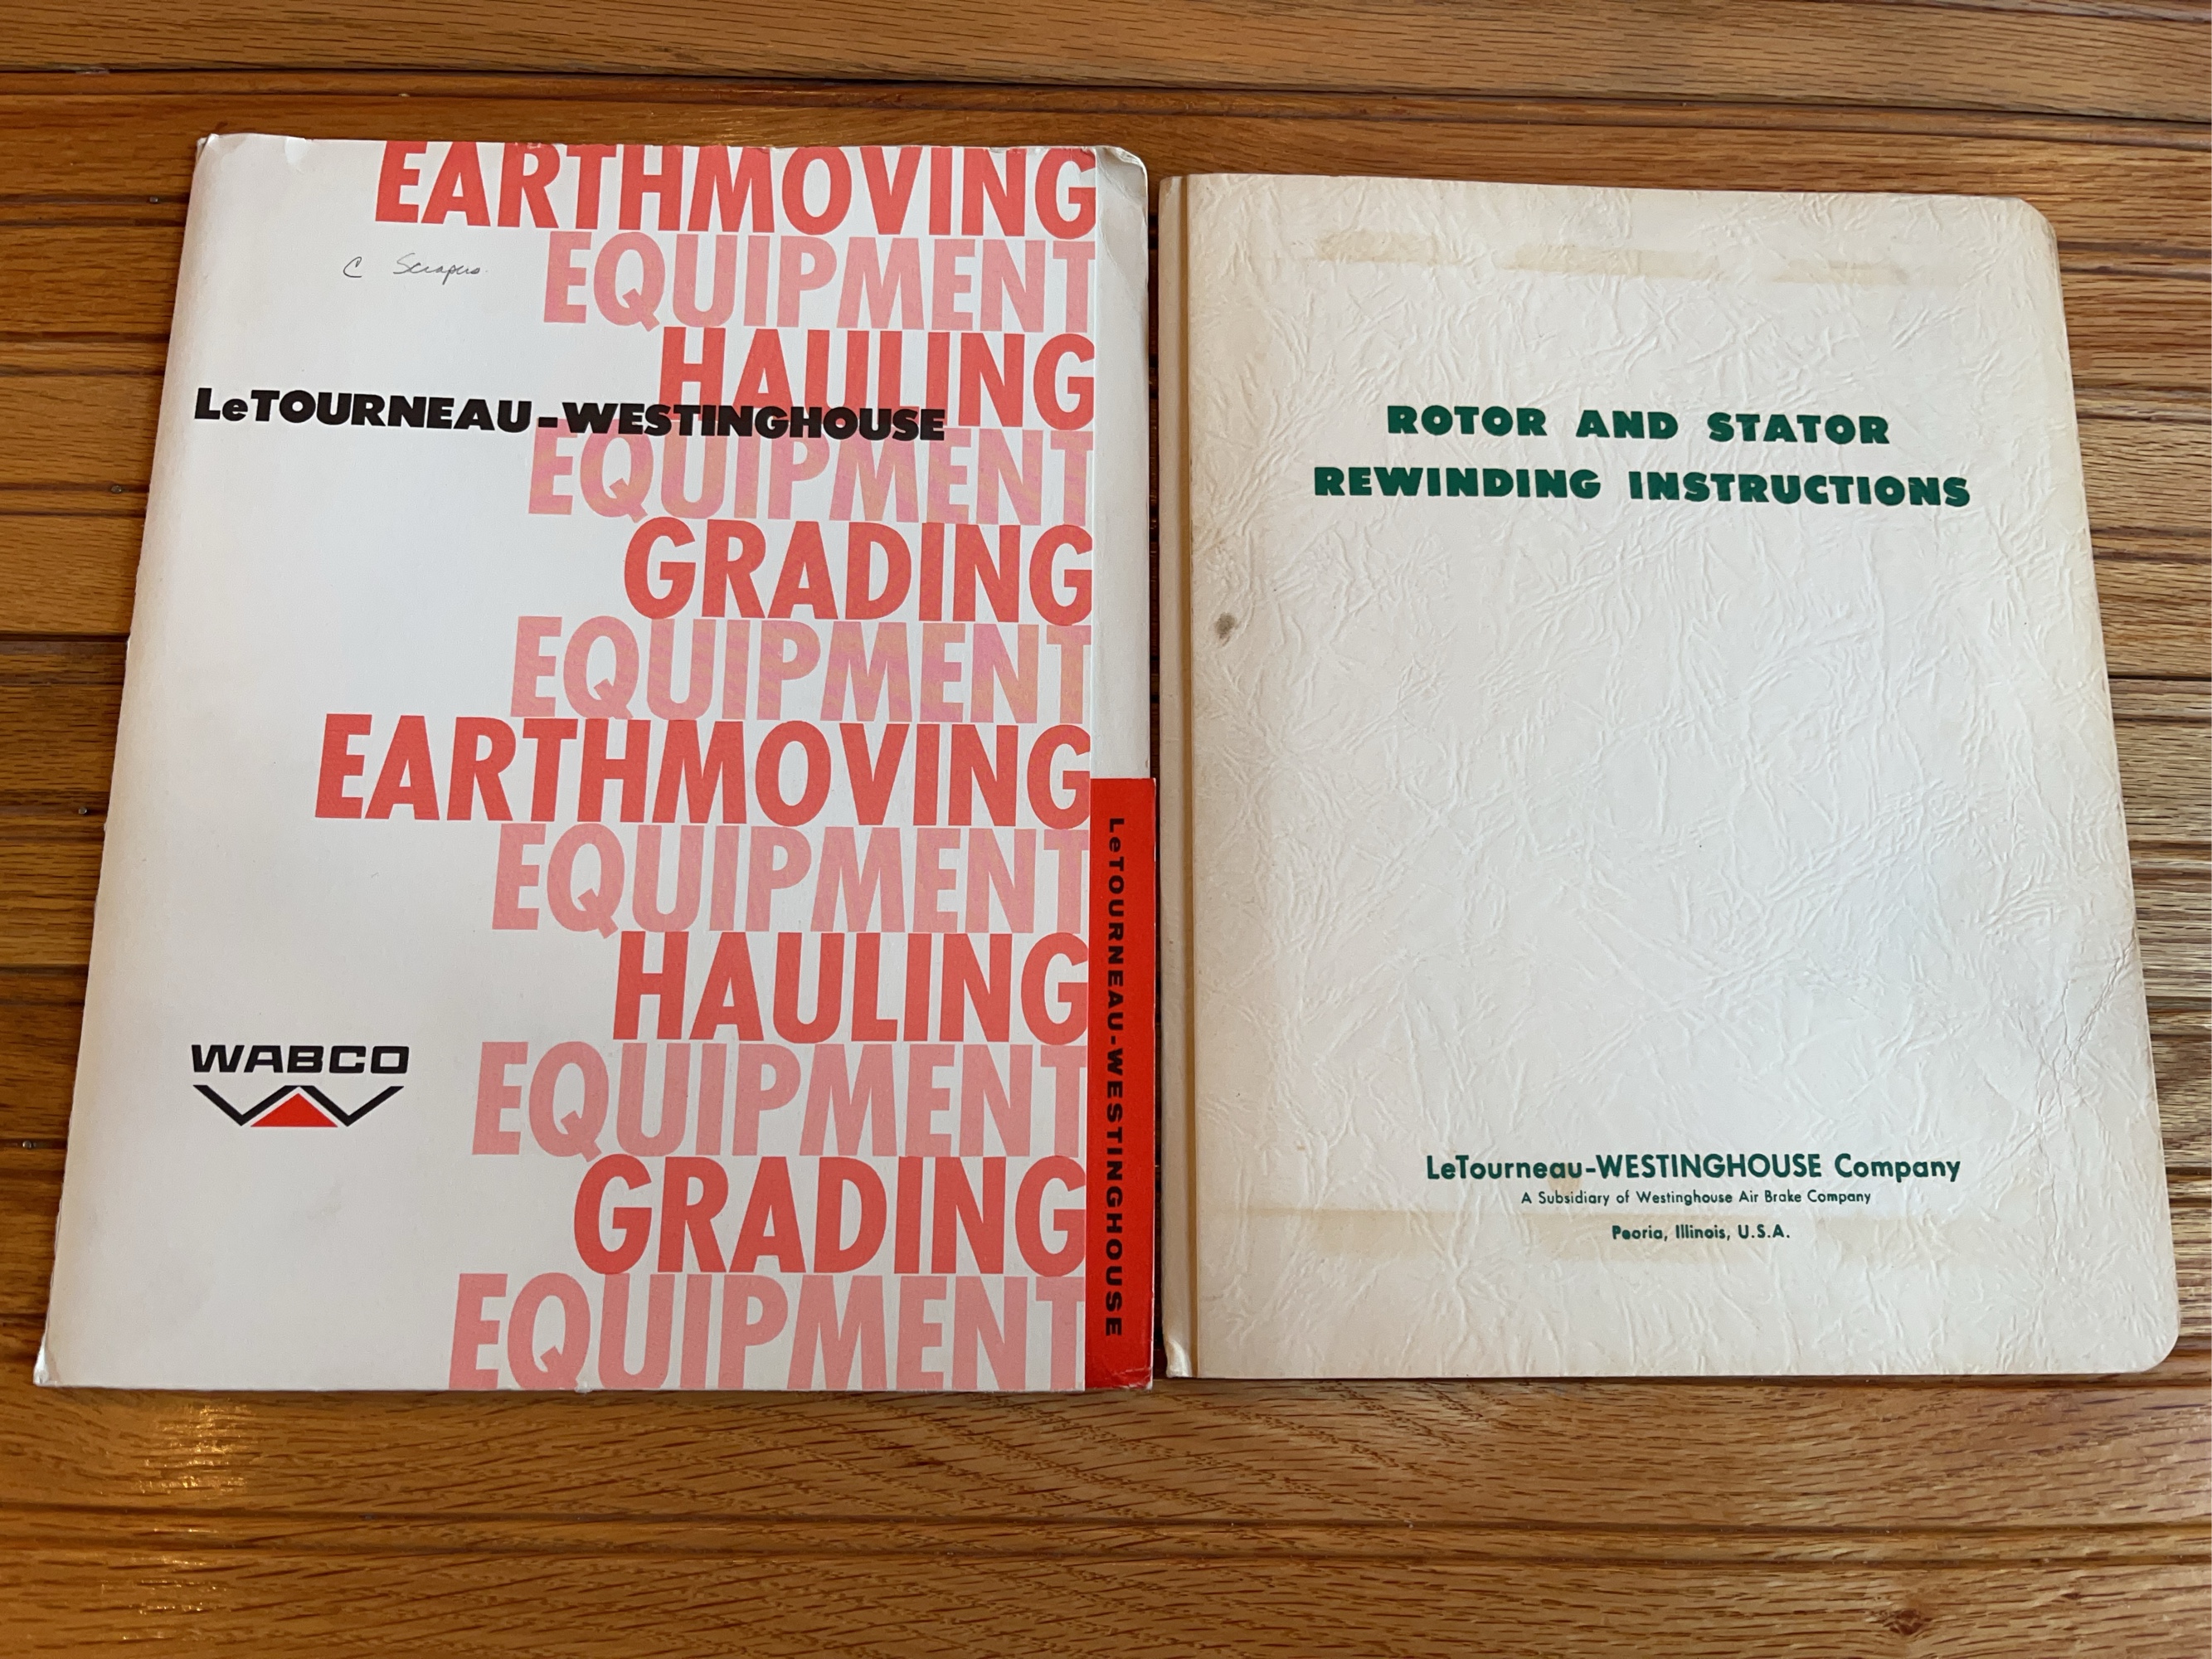 EARTHMOVING
EQUIPMENT
C Scrapers.
HAULING
LeTOURNEAU-WESTINGHOUSE
EQUIPMENT
GRADING
EQUIPMENT
EARTHMOVING
EQUIPMENT
HAULING
EQUIPMENT
WABCO
GRADING
EQUIPMENT
LeTOURNEAU-WESTINGHOUSE
ROTOR AND STATOR
REWINDING INSTRUCTIONS
LeTourneau-WESTINGHOUSE Company
A Subsidiary of Westinghouse Air Brake Company
Peoria, Illinois, U.S.A.